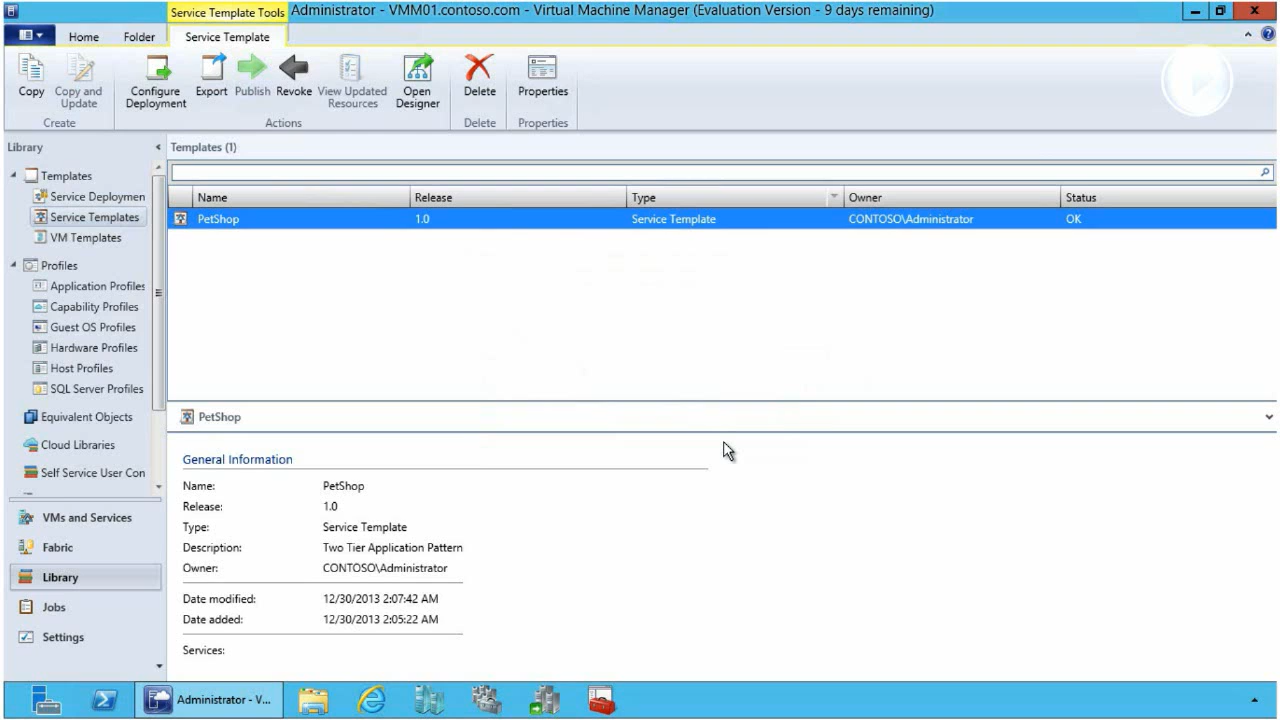 Service Template Tools
Administrator - VMM01.contoso.com - Virtual Machine Manager (Evaluation Version - 9 days remaining)
Home Folder Service Template
Copy Copy and Update Configure Deployment Export Publish Revoke View Updated Resources Open Designer Delete Properties
Create Actions Delete Properties
Library
Templates
Service Deploymen
Service Templates
VM Templates
Profiles
Application Profiles
Capability Profiles
Guest OS Profiles
Hardware Profiles
Host Profiles
SQL Server Profiles
Equivalent Objects
Cloud Libraries
Self Service User Con
VMs and Services
Fabric
Library
Jobs
Settings
Templates (1)
Name Release Type Owner Status
PetShop 1.0 Service Template CONTOSO\Administrator OK
PetShop
General Information
Name: PetShop
Release: 1.0
Type: Service Template
Description: Two Tier Application Pattern
Owner: CONTOSO\Administrator
Date modified: 12/30/2013 2:07:42 AM
Date added: 12/30/2013 2:05:22 AM
Services:
Administrator - V...